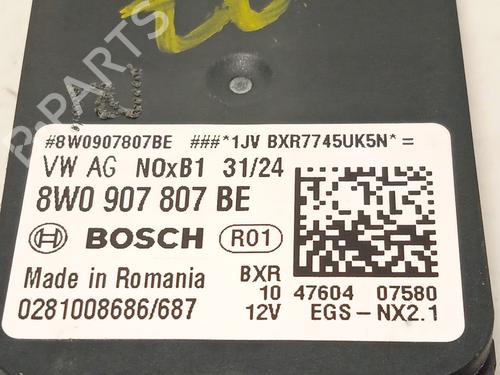 B-PARTS
#8W0907807BE ###*1JV BXR7745UK5N*=
VW AG NOxB1 31/24
8W0 907 807 BE
BOSCH R01
Made in Romania BXR
10 47604 07580
0281008686/687 12V EGS-NX2.1